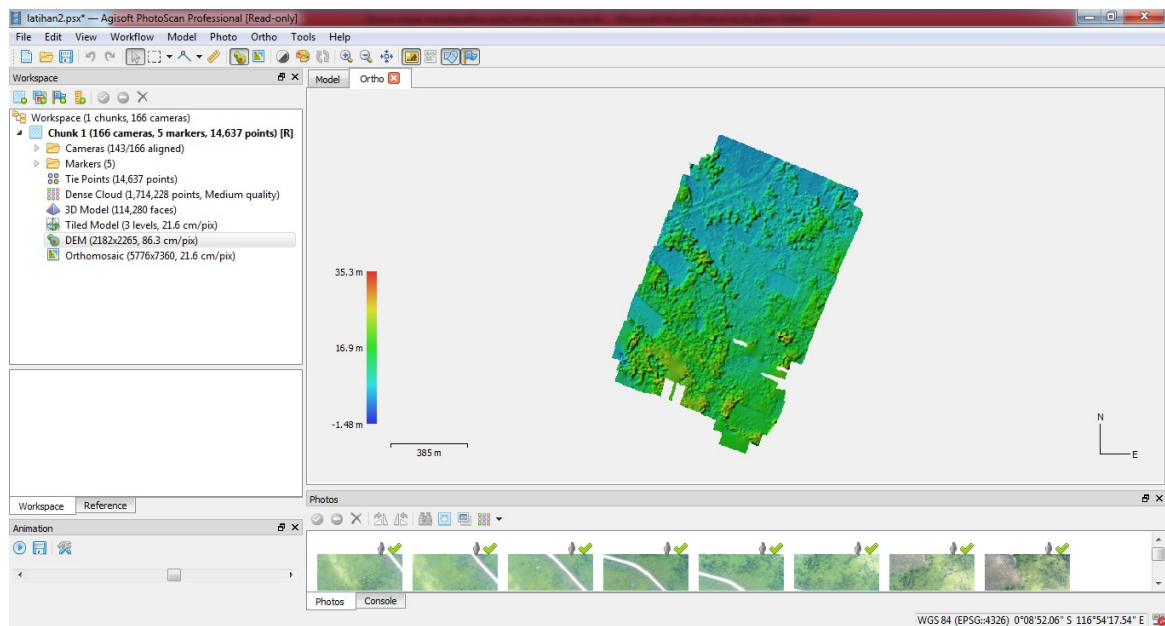 latihan2.psx* — Agisoft PhotoScan Professional [Read-only]
File Edit View Workflow Model Photo Ortho Tools Help
Workspace
Workspace (1 chunks, 166 cameras)
Chunk 1 (166 cameras, 5 markers, 14,637 points) [R]
Cameras (143/166 aligned)
Markers (5)
Tie Points (14,637 points)
Dense Cloud (1,714,228 points, Medium quality)
3D Model (114,280 faces)
Tiled Model (3 levels, 21.6 cm/pix)
DEM (2182x2265, 86.3 cm/pix)
Orthomosaic (5776x7360, 21.6 cm/pix)
Workspace Reference
Animation
Model Ortho
35.3 m
16.9 m
-1.48 m
385 m
N
E
Photos
Photos Console
WGS 84 (EPSG::4326) 0°08'52.06" S 116°54'17.54" E